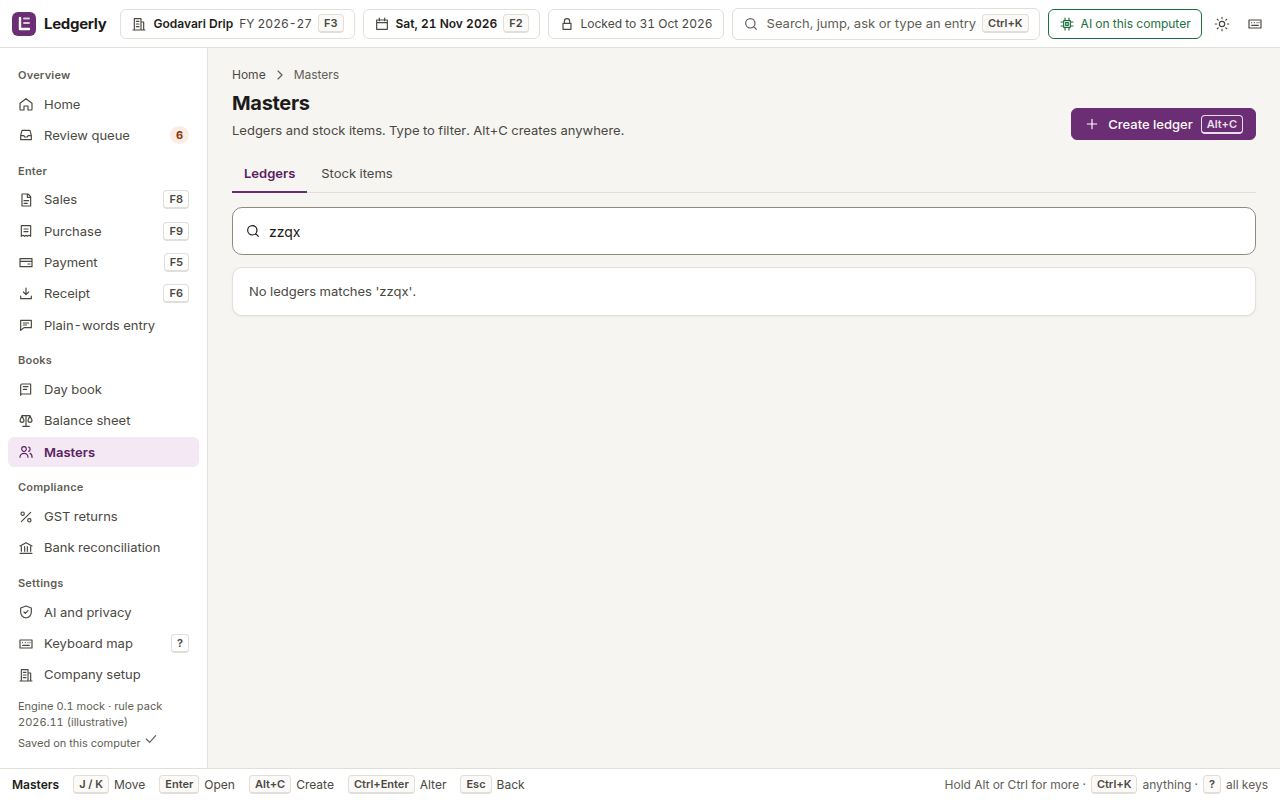 Ledgerly
Godavari Drip FY 2026-27 F3
Sat, 21 Nov 2026 F2
Locked to 31 Oct 2026
Search, jump, ask or type an entry Ctrl+K
AI on this computer
Overview
Home
Review queue 6
Enter
Sales F8
Purchase F9
Payment F5
Receipt F6
Plain-words entry
Books
Day book
Balance sheet
Masters
Compliance
GST returns
Bank reconciliation
Settings
AI and privacy
Keyboard map ?
Company setup
Engine 0.1 mock · rule pack
2026.11 (illustrative)
Saved on this computer
Home Masters
Masters
Ledgers and stock items. Type to filter. Alt+C creates anywhere.
Create ledger Alt+C
Ledgers Stock items
zzqx
No ledgers matches 'zzqx'.
Masters J / K Move Enter Open Alt+C Create Ctrl+Enter Alter Esc Back
Hold Alt or Ctrl for more · Ctrl+K anything · ? all keys